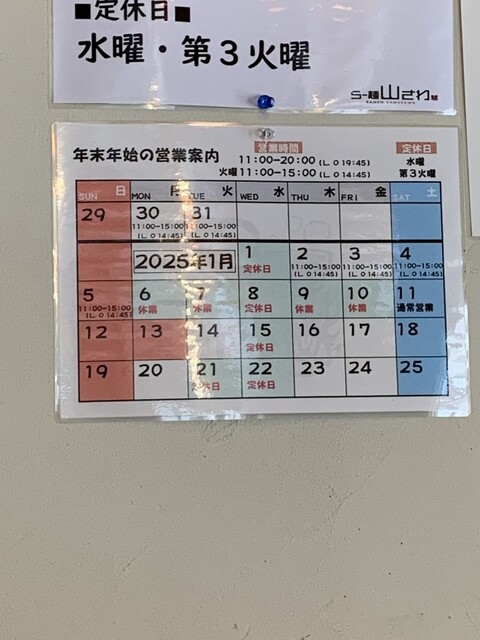 ■定休日■
水曜・第3火曜
らー麺 山さわ
RAMEN YAMASAWA
年末年始の営業案内
営業時間
11:00-20:00(L.O 19:45)
火曜11:00-15:00(L.O 14:45)
定休日
水曜
第3火曜
SUN 日 MON 月 TUE 火 WED 水 THU 木 FRI 金 SAT 土
29 30 31
11:00-15:00 11:00-15:00
(L.O 14:45) (L.O 14:45)
2025年1月
1 2 3 4
定休日 11:00-15:00 11:00-15:00 11:00-15:00
(L.O 14:45) (L.O 14:45) (L.O 14:45)
5 6 7 8 9 10 11
11:00-15:00 休業 休業 定休日 休業 休業 通常営業
(L.O 14:45)
12 13 14 15 16 17 18
定休日
19 20 21 22 23 24 25
定休日 定休日